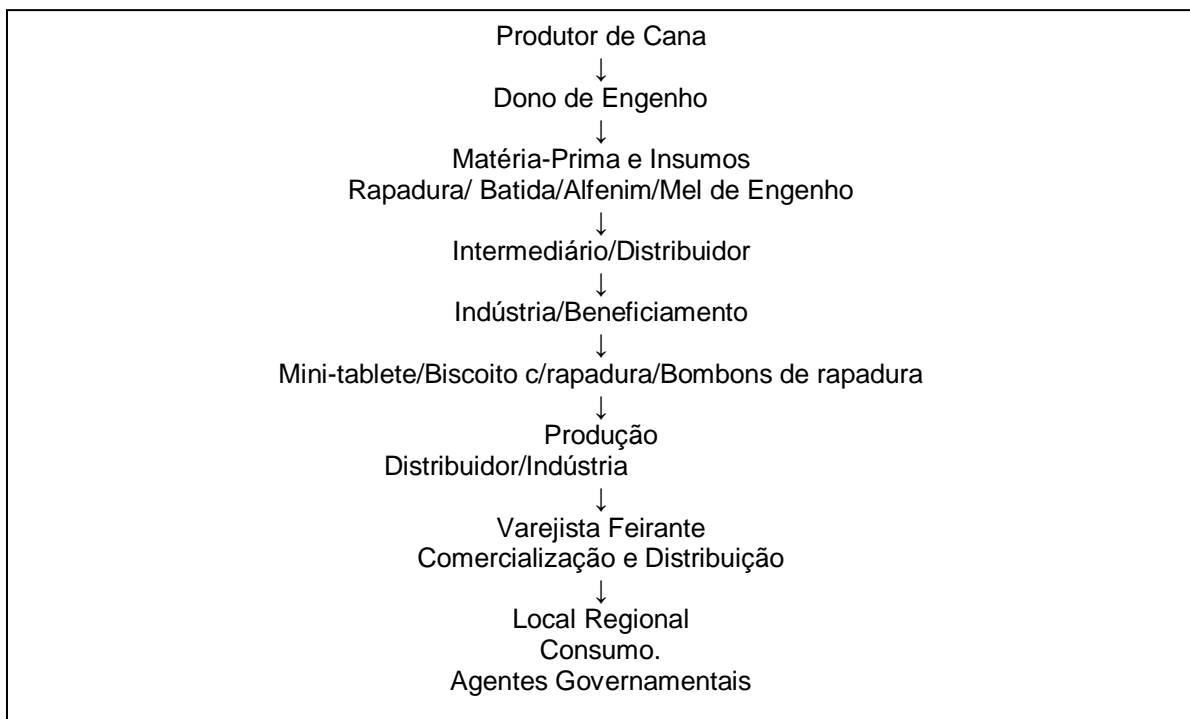 Produtor de Cana
↓
Dono de Engenho
↓
Matéria-Prima e Insumos
Rapadura/ Batida/Alfenim/Mel de Engenho
↓
Intermediário/Distribuidor
↓
Indústria/Beneficiamento
↓
Mini-tablete/Biscoito c/rapadura/Bombons de rapadura
↓
Produção
Distribuidor/Indústria
↓
Varejista Feirante
Comercialização e Distribuição
↓
Local Regional
Consumo.
Agentes Governamentais